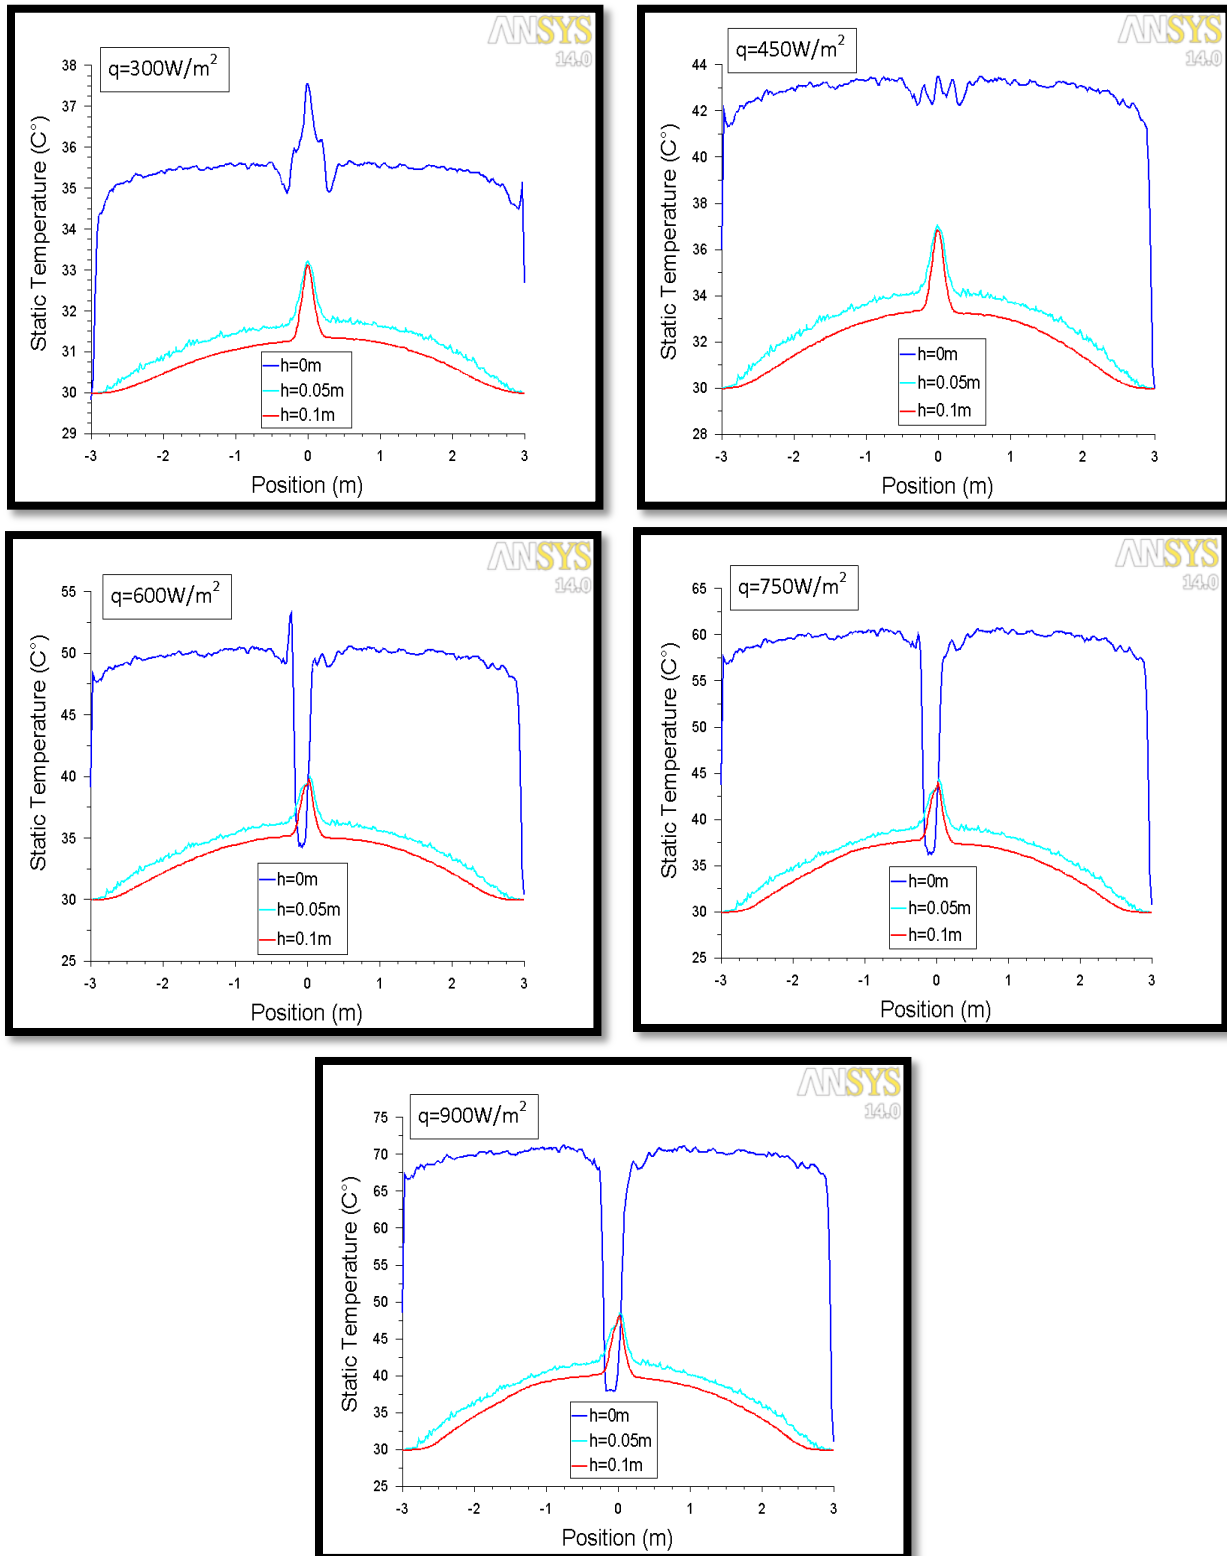 ANSYS
14.0
q=300W/m²
38
37
36
35
34
33
32
31
30
29
Static Temperature (C°)
h=0m
h=0.05m
h=0.1m
-3 -2 -1 0 1 2 3
Position (m)
ANSYS
14.0
q=450W/m²
44
42
40
38
36
34
32
30
28
Static Temperature (C°)
h=0m
h=0.05m
h=0.1m
-3 -2 -1 0 1 2 3
Position (m)
ANSYS
14.0
q=600W/m²
55
50
45
40
35
30
25
Static Temperature (C°)
h=0m
h=0.05m
h=0.1m
-3 -2 -1 0 1 2 3
Position (m)
ANSYS
14.0
q=750W/m²
65
60
55
50
45
40
35
30
25
Static Temperature (C°)
h=0m
h=0.05m
h=0.1m
-3 -2 -1 0 1 2 3
Position (m)
ANSYS
14.0
q=900W/m²
75
70
65
60
55
50
45
40
35
30
25
Static Temperature (C°)
h=0m
h=0.05m
h=0.1m
-3 -2 -1 0 1 2 3
Position (m)